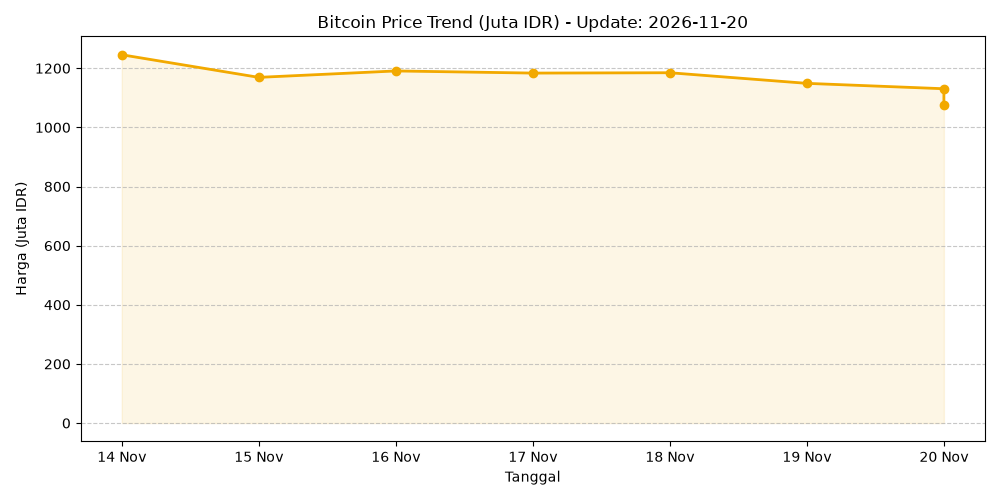 Bitcoin Price Trend (Juta IDR) - Update: 2026-11-20
Harga (Juta IDR)
1200
1000
800
600
400
200
0
14 Nov 15 Nov 16 Nov 17 Nov 18 Nov 19 Nov 20 Nov
Tanggal